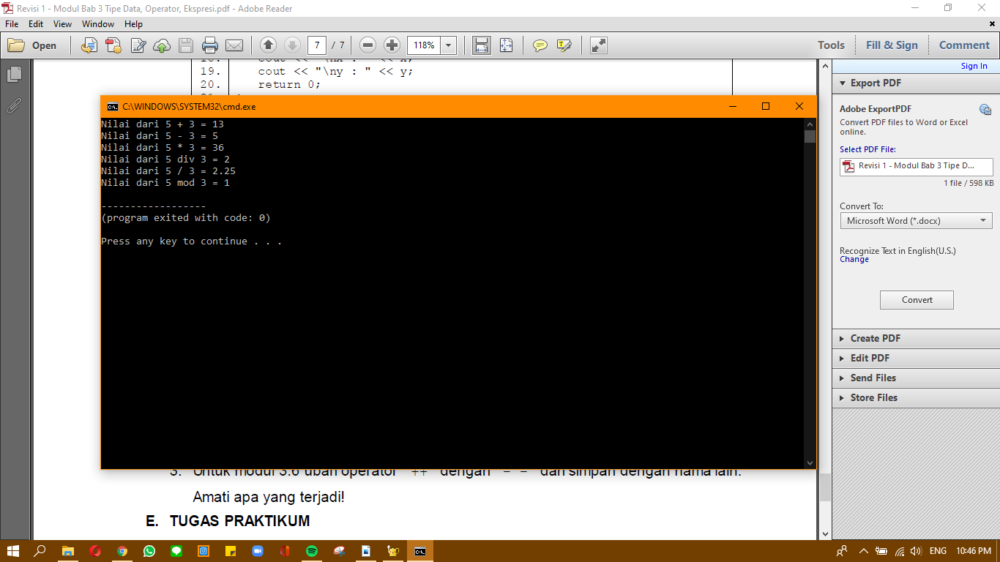 Revisi 1 - Modul Bab 3 Tipe Data, Operator, Ekspresi.pdf - Adobe Reader
File Edit View Window Help
Open 7 / 7 118% Tools Fill & Sign Comment
Sign In
19. cout << "\ny : " << y;
20. return 0;
C:\WINDOWS\SYSTEM32\cmd.exe
Nilai dari 5 + 3 = 13
Nilai dari 5 - 3 = 5
Nilai dari 5 * 3 = 36
Nilai dari 5 div 3 = 2
Nilai dari 5 / 3 = 2.25
Nilai dari 5 mod 3 = 1
------------------
(program exited with code: 0)
Press any key to continue . . .
3. Untuk modul 3.6 ubah operator "++" dengan "- -" dan simpan dengan nama lain.
Amati apa yang terjadi!
E. TUGAS PRAKTIKUM
Export PDF
Adobe ExportPDF
Convert PDF files to Word or Excel
online.
Select PDF File:
Revisi 1 - Modul Bab 3 Tipe D...
1 file / 598 KB
Convert To:
Microsoft Word (*.docx)
Recognize Text in English(U.S.)
Change
Convert
Create PDF
Edit PDF
Send Files
Store Files
ENG 10:46 PM